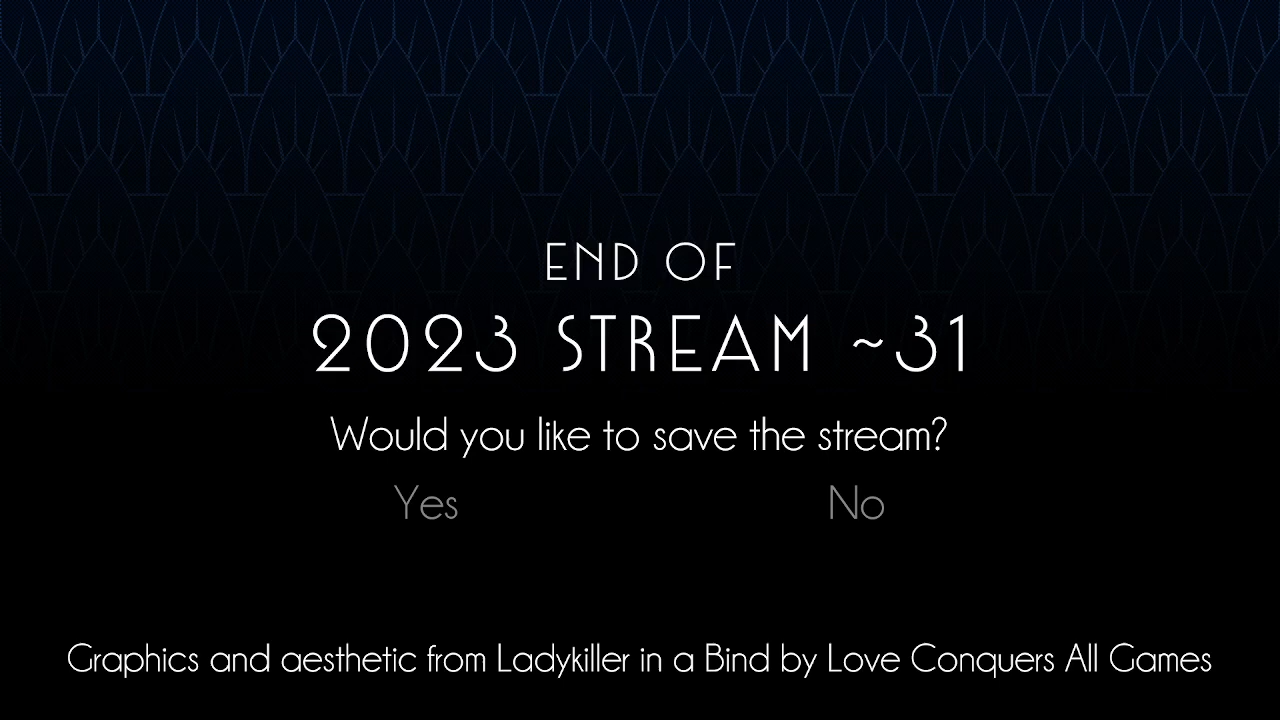 END OF
2023 STREAM ~31
Would you like to save the stream?
Yes No
Graphics and aesthetic from Ladykiller in a Bind by Love Conquers All Games